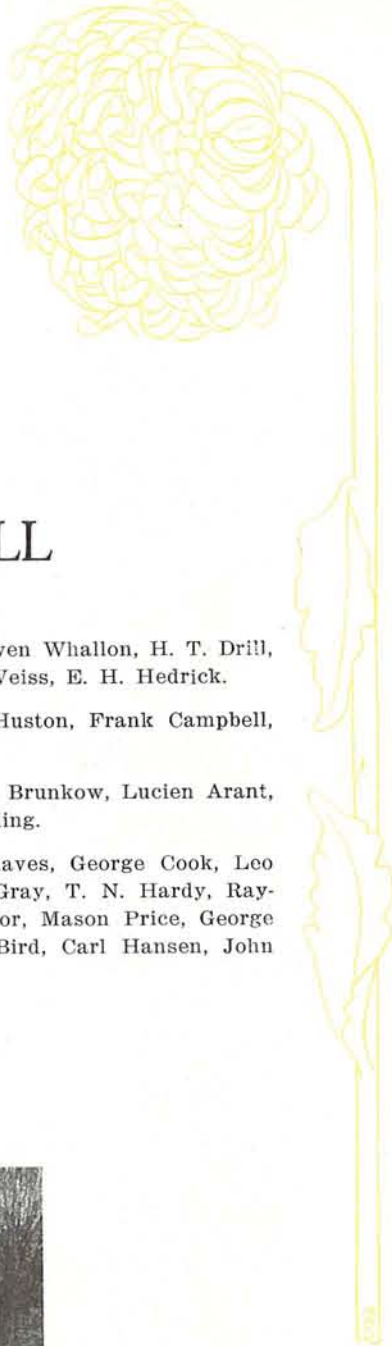 LL
ven Whallon, H. T. Drill,
Veiss, E. H. Hedrick.
Huston, Frank Campbell,
Brunkow, Lucien Arant,
ing.
aves, George Cook, Leo
Gray, T. N. Hardy, Ray-
or, Mason Price, George
Bird, Carl Hansen, John